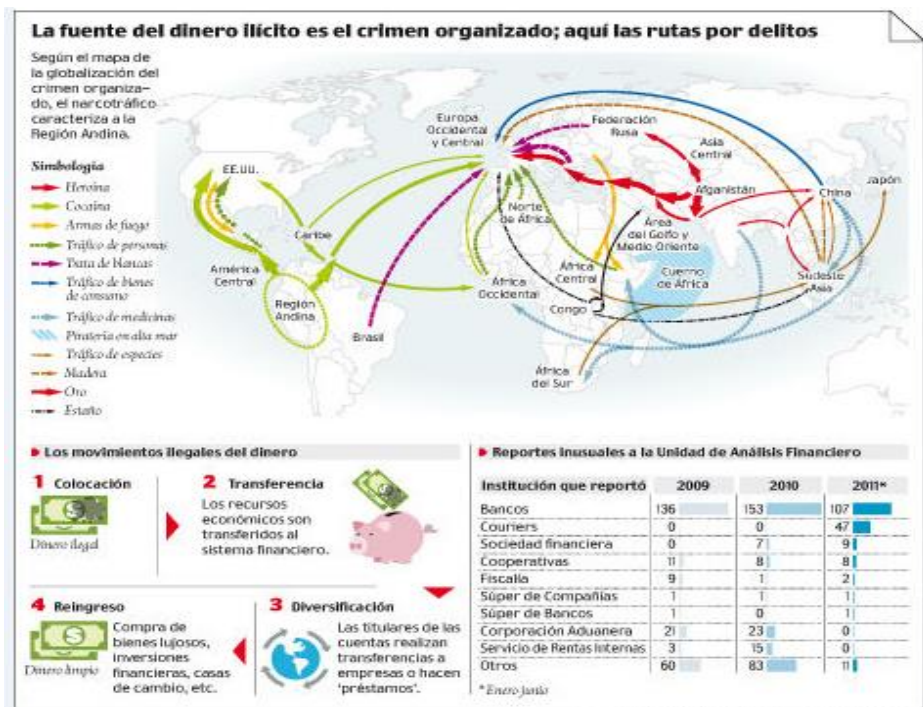 La fuente del dinero ilícito es el crimen organizado; aquí las rutas por delitos
Según el mapa de
la globalización del
crimen organiza-
do, el narcotráfico
caracteriza a la
Región Andina.
Simbología
Heroína
Cocaína
Armas de fuego
Tráfico de personas
Trata de blancas
Tráfico de bienes
de consumo
Tráfico de medicinas
Piratería en alta mar
Tráfico de especies
Madera
Oro
Estaño
EE.UU.
Caribe
América
Central
Región
Andina
Brasil
Europa
Occidental
y Central
Federación
Rusa
Asia
Central
Afganistán
China
Japón
Norte
de África
Área
del Golfo y
Medio Oriente
África
Occidental
África
Central
Cuerno
de África
Sudeste
Asia
Congo
África
del Sur
Los movimientos ilegales del dinero
1 Colocación
Dinero ilegal
2 Transferencia
Los recursos
económicos son
transferidos al
sistema financiero.
3 Diversificación
Las titulares de las
cuentas realizan
transferencias a
empresas o hacen
'préstamos'.
4 Reingreso
Compra de
bienes lujosos,
inversiones
financieras, casas
de cambio, etc.
Dinero limpio
Reportes inusuales a la Unidad de Análisis Financiero
Institución que reportó 2009 2010 2011*
Bancos 136 153 107
Couriers 0 0 47
Sociedad financiera 0 7 9
Cooperativas 11 8 8
Fiscalía 9 1 2
Súper de Compañías 1 1 1
Súper de Bancos 1 0 1
Corporación Aduanera 21 23 0
Servicio de Rentas Internas 3 15 0
Otros 60 83 11
* Enero junio